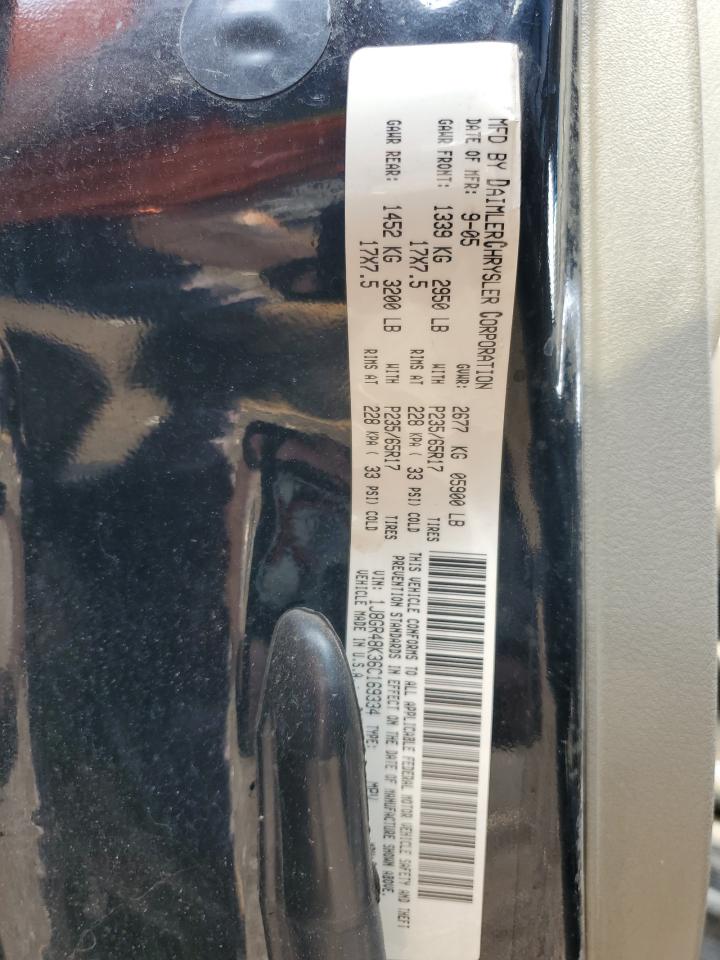 MFD BY DAIMLERCHRYSLER CORPORATION
DATE OF MFR: 9-05 GVWR: 2677 KG 05900 LB
GAWR FRONT: 1339 KG 2950 LB WITH P235/65R17 TIRES
17X7.5 RIMS AT 228 KPA ( 33 PSI) COLD
GAWR REAR: 1452 KG 3200 LB WITH P235/65R17 TIRES
17X7.5 RIMS AT 228 KPA ( 33 PSI) COLD
THIS VEHICLE CONFORMS TO ALL APPLICABLE FEDERAL MOTOR VEHICLE SAFETY AND THEFT
PREVENTION STANDARDS IN EFFECT ON THE DATE OF MANUFACTURE SHOWN ABOVE.
VIN: 1J8GR48K36C169334 TYPE: MPV
VEHICLE MADE IN U.S.A.